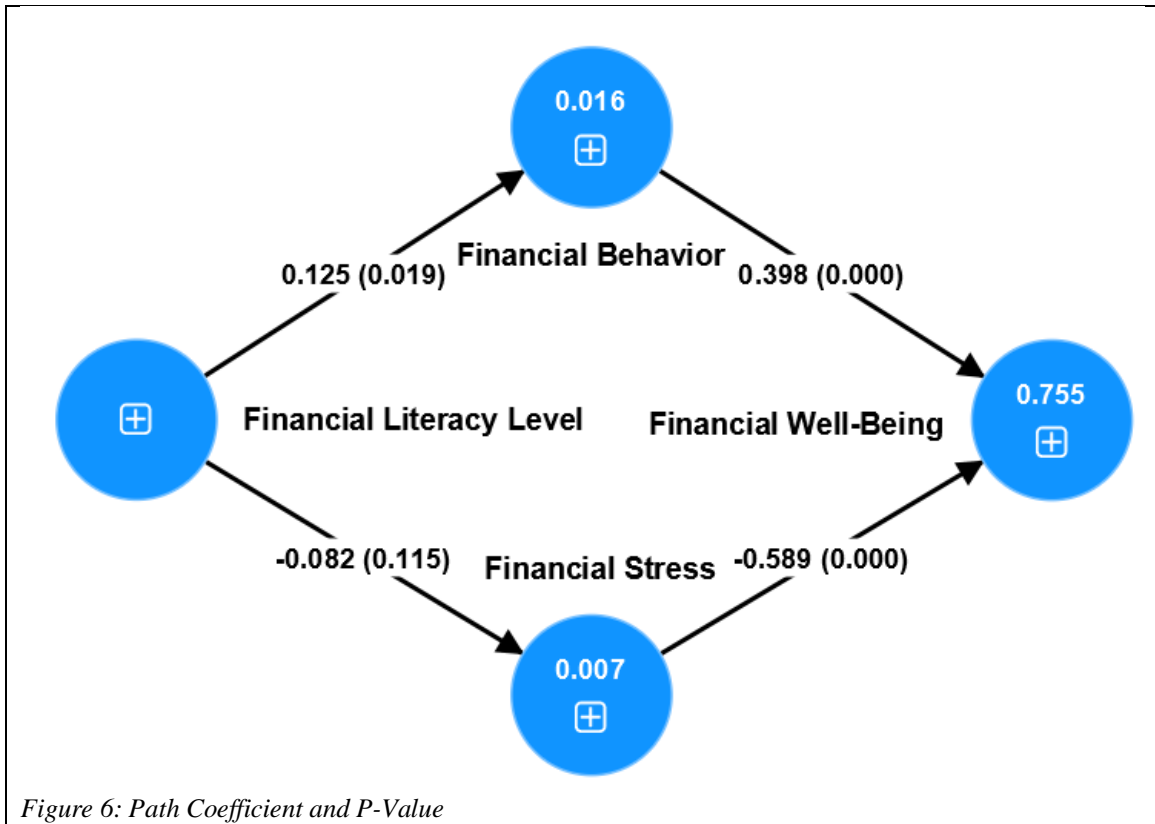 0.016
Financial Behavior
0.125 (0.019)
0.398 (0.000)
Financial Literacy Level
Financial Well-Being
0.755
-0.082 (0.115)
Financial Stress
-0.589 (0.000)
0.007
Figure 6: Path Coefficient and P-Value